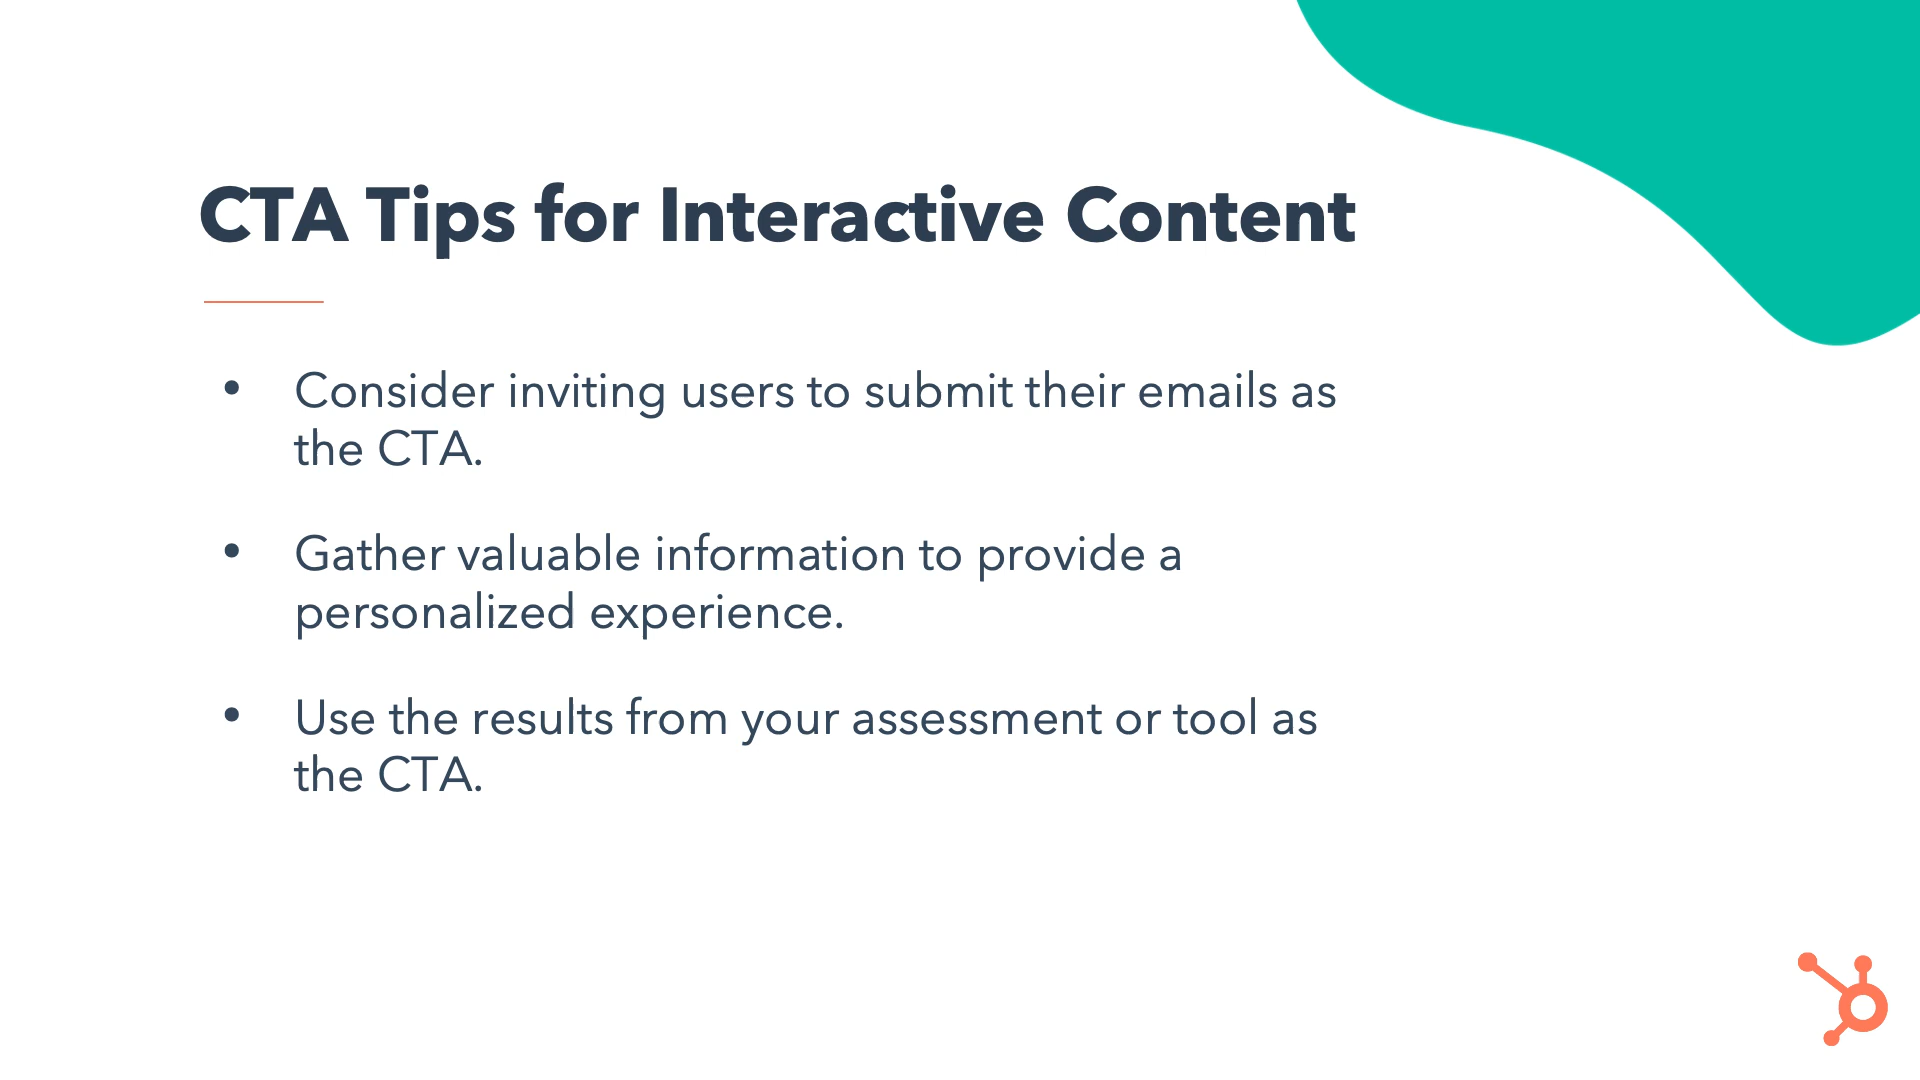 CTA Tips for Interactive Content
• Consider inviting users to submit their emails as
the CTA.
• Gather valuable information to provide a
personalized experience.
• Use the results from your assessment or tool as
the CTA.